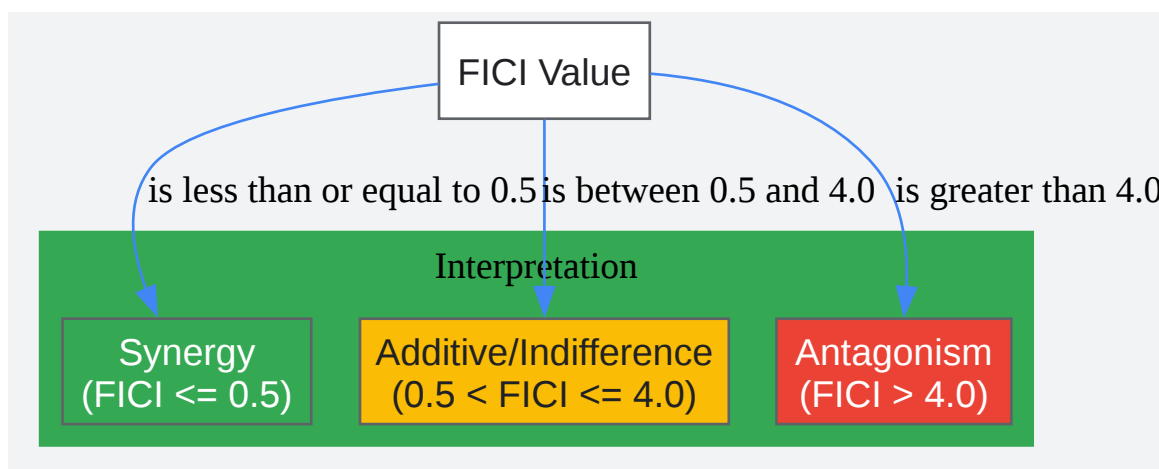 FICI Value
is less than or equal to 0.5
is between 0.5 and 4.0
is greater than 4.0
Interpretation
Synergy
(FICI <= 0.5)
Additive/Indifference
(0.5 < FICI <= 4.0)
Antagonism
(FICI > 4.0)